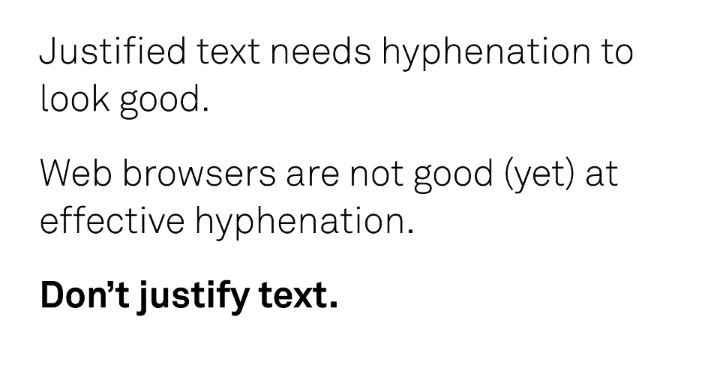 Justified text needs hyphenation to
look good.
Web browsers are not good (yet) at
effective hyphenation.
Don’t justify text.